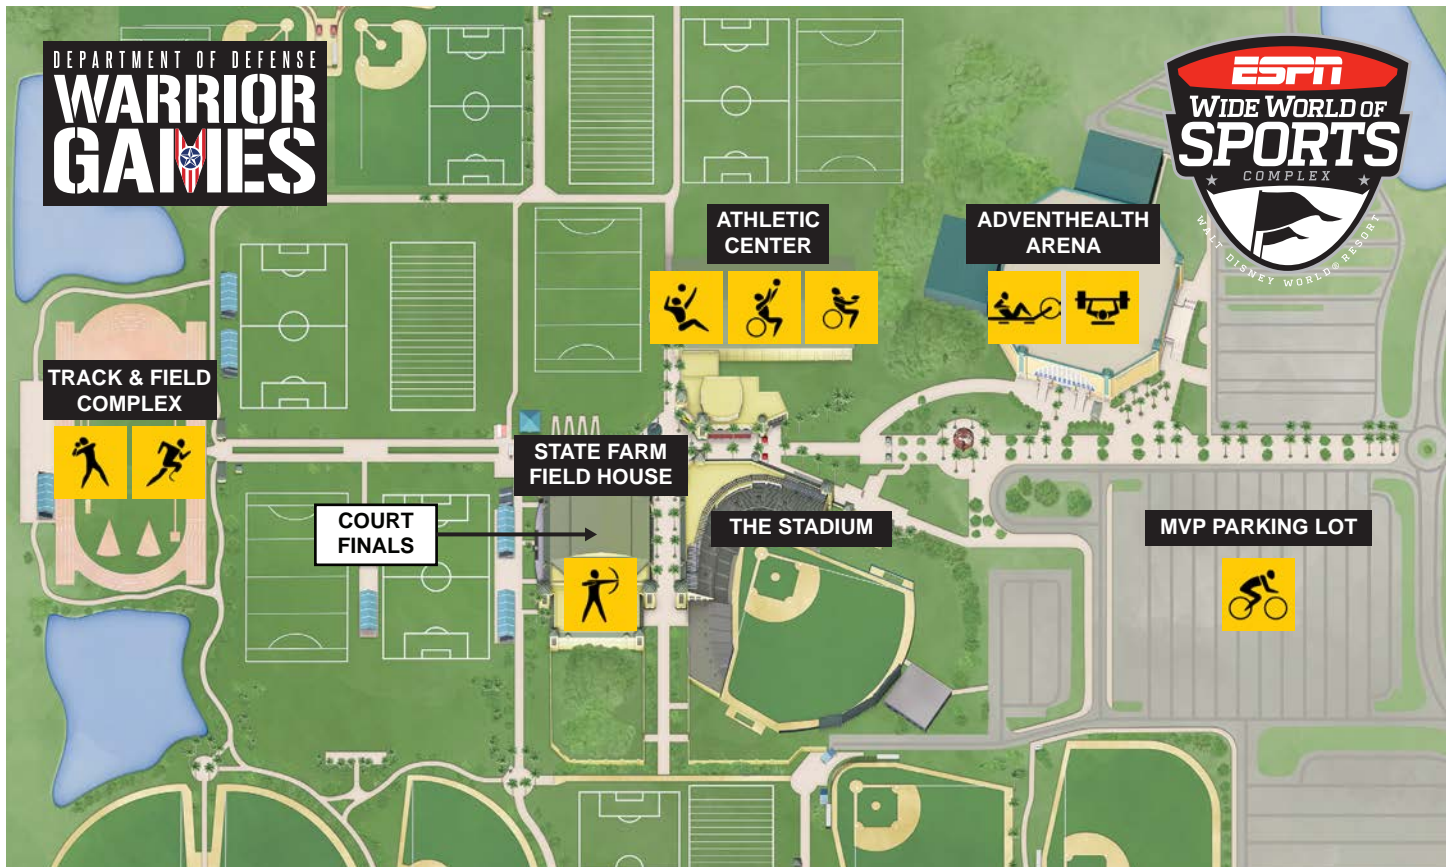 DEPARTMENT OF DEFENSE
WARRIOR
GAMES
ESPN
WIDE WORLD OF
SPORTS
COMPLEX
WALT DISNEY WORLD® RESORT
ATHLETIC
CENTER
ADVENTHEALTH
ARENA
TRACK & FIELD
COMPLEX
STATE FARM
FIELD HOUSE
COURT
FINALS
THE STADIUM
MVP PARKING LOT